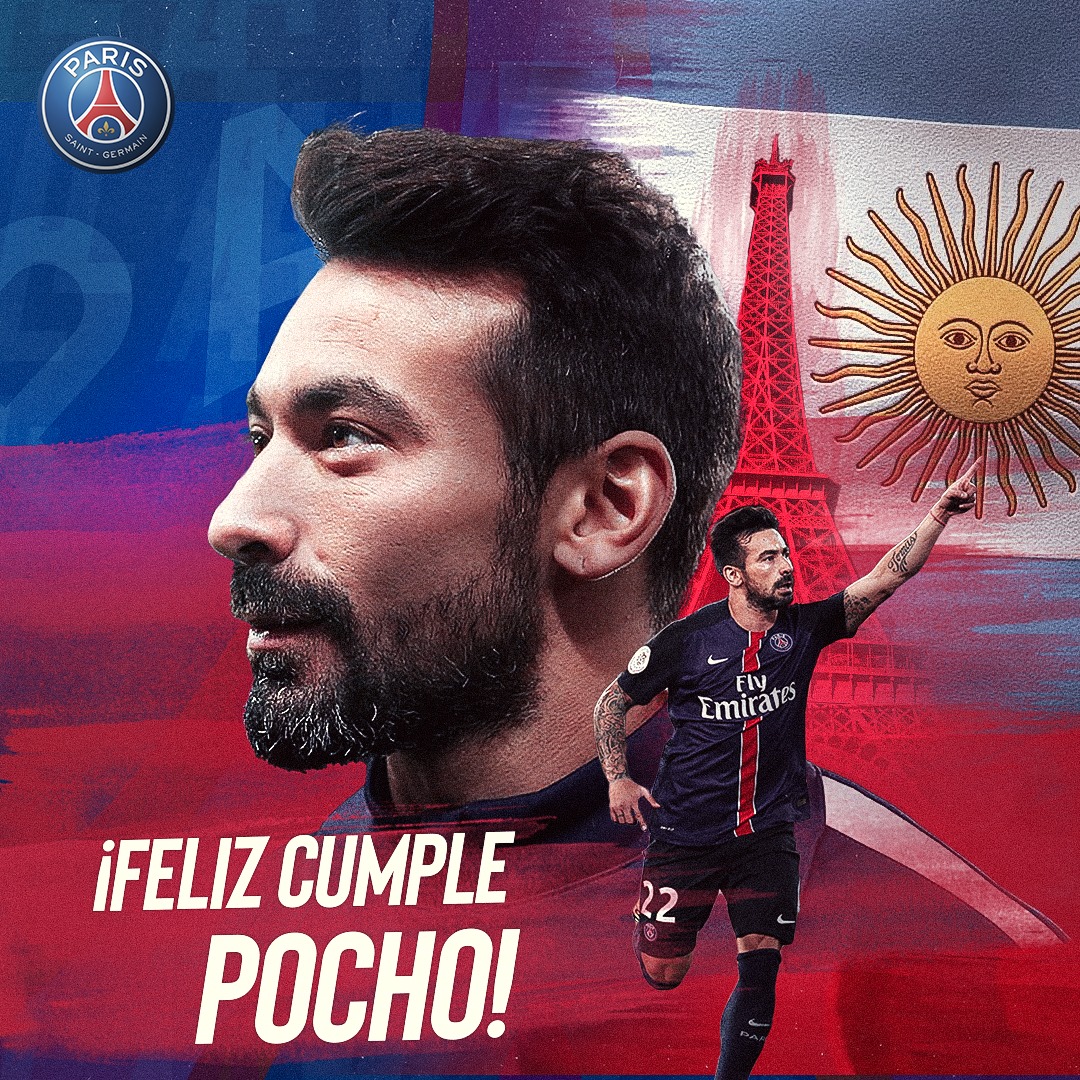 PARIS
SAINT - GERMAIN
¡FELIZ CUMPLE
POCHO!
Fly
Emirates
22